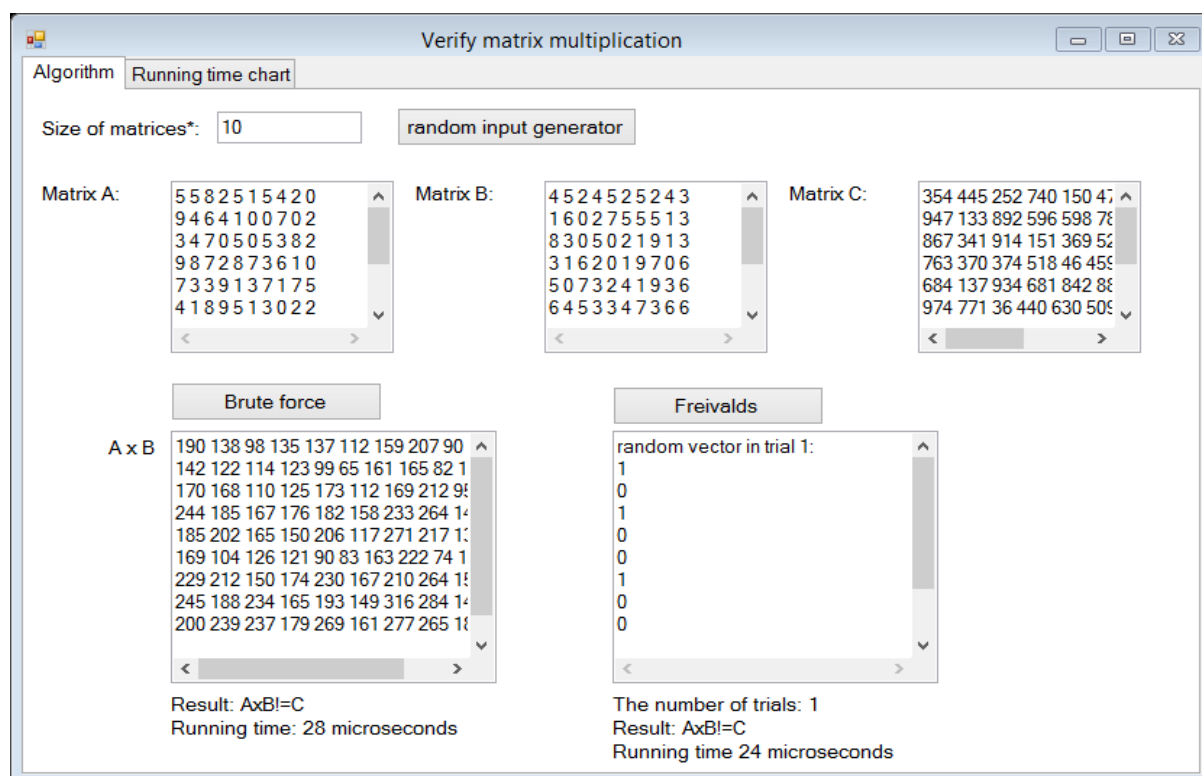 Verify matrix multiplication
Algorithm Running time chart
Size of matrices*: 10 random input generator
Matrix A:
5 5 8 2 5 1 5 4 2 0
9 4 6 4 1 0 0 7 0 2
3 4 7 0 5 0 5 3 8 2
9 8 7 2 8 7 3 6 1 0
7 3 3 9 1 3 7 1 7 5
4 1 8 9 5 1 3 0 2 2
Matrix B:
4 5 2 4 5 2 5 2 4 3
1 6 0 2 7 5 5 5 1 3
8 3 0 5 0 2 1 9 1 3
3 1 6 2 0 1 9 7 0 6
5 0 7 3 2 4 1 9 3 6
6 4 5 3 3 4 7 3 6 6
Matrix C:
354 445 252 740 150 47
947 133 892 596 598 78
867 341 914 151 369 52
763 370 374 518 46 459
684 137 934 681 842 88
974 771 36 440 630 509
Brute force
A x B
190 138 98 135 137 112 159 207 90
142 122 114 123 99 65 161 165 82 1
170 168 110 125 173 112 169 212 95
244 185 167 176 182 158 233 264 14
185 202 165 150 206 117 271 217 13
169 104 126 121 90 83 163 222 74 1
229 212 150 174 230 167 210 264 15
245 188 234 165 193 149 316 284 14
200 239 237 179 269 161 277 265 18
Result: AxB!=C
Running time: 28 microseconds
Freivalds
random vector in trial 1:
1
0
1
0
0
1
0
0
The number of trials: 1
Result: AxB!=C
Running time 24 microseconds